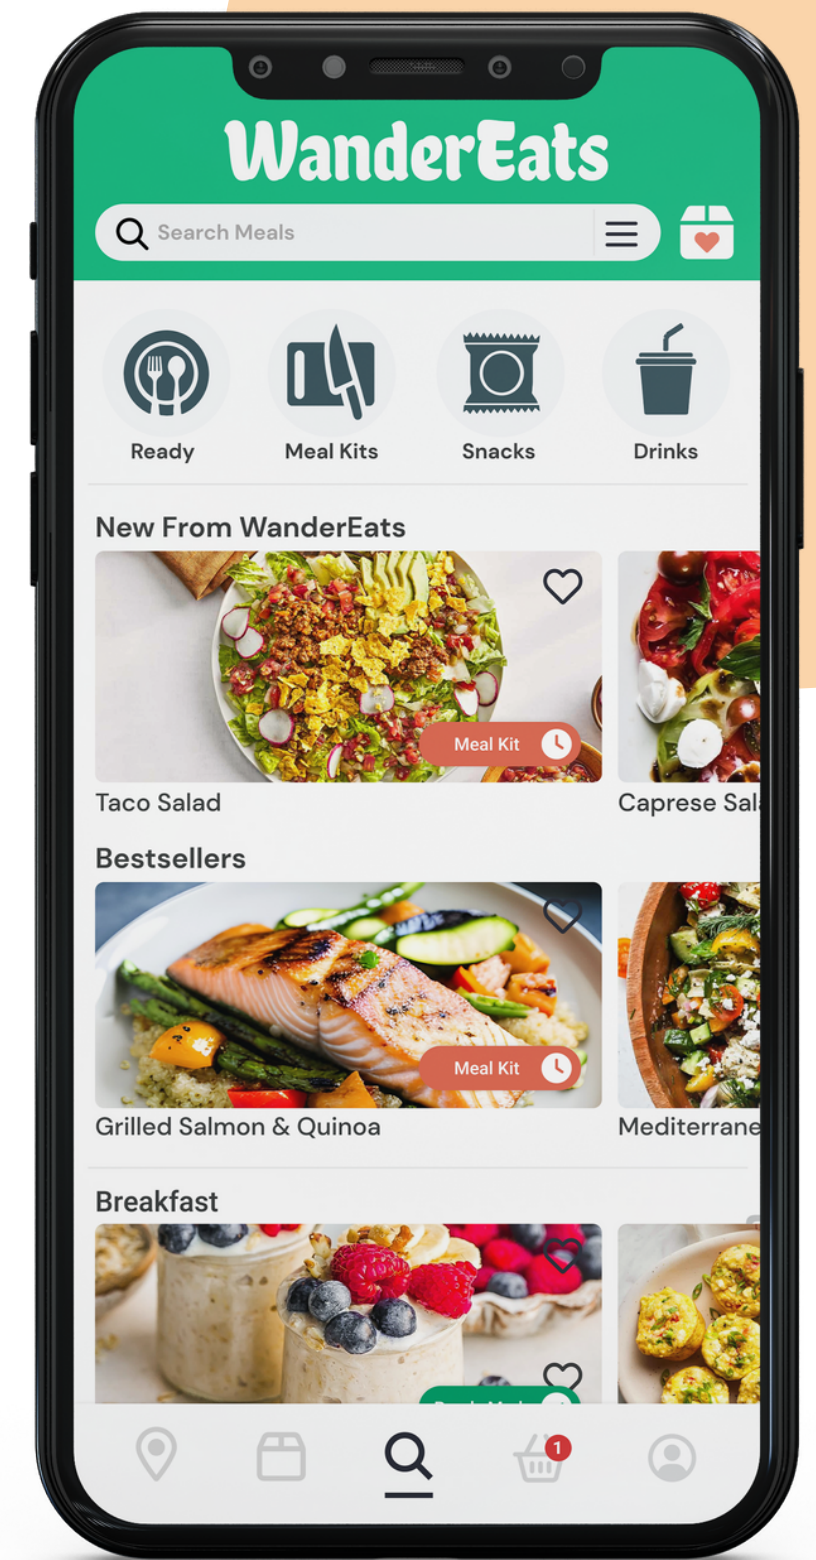 WanderEats
Search Meals
Ready
Meal Kits
Snacks
Drinks
New From WanderEats
Meal Kit
Taco Salad
Caprese
Bestsellers
Meal Kit
Grilled Salmon & Quinoa
Breakfast
1